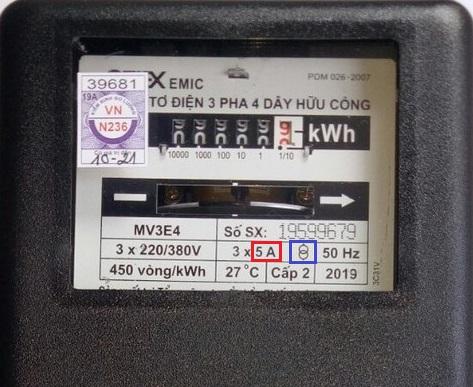 39681
19A
VN
N236
10-21
EMIC
PDM 026-2007
TƠ ĐIỆN 3 PHA 4 DÂY HỮU CÔNG
kWh
10000 1000 100 10 1 1/10
MV3E4 Số SX: 19599679
3 x 220/380V 3 x 5 A 50 Hz
450 vòng/kWh 27°C Cấp 2 2019